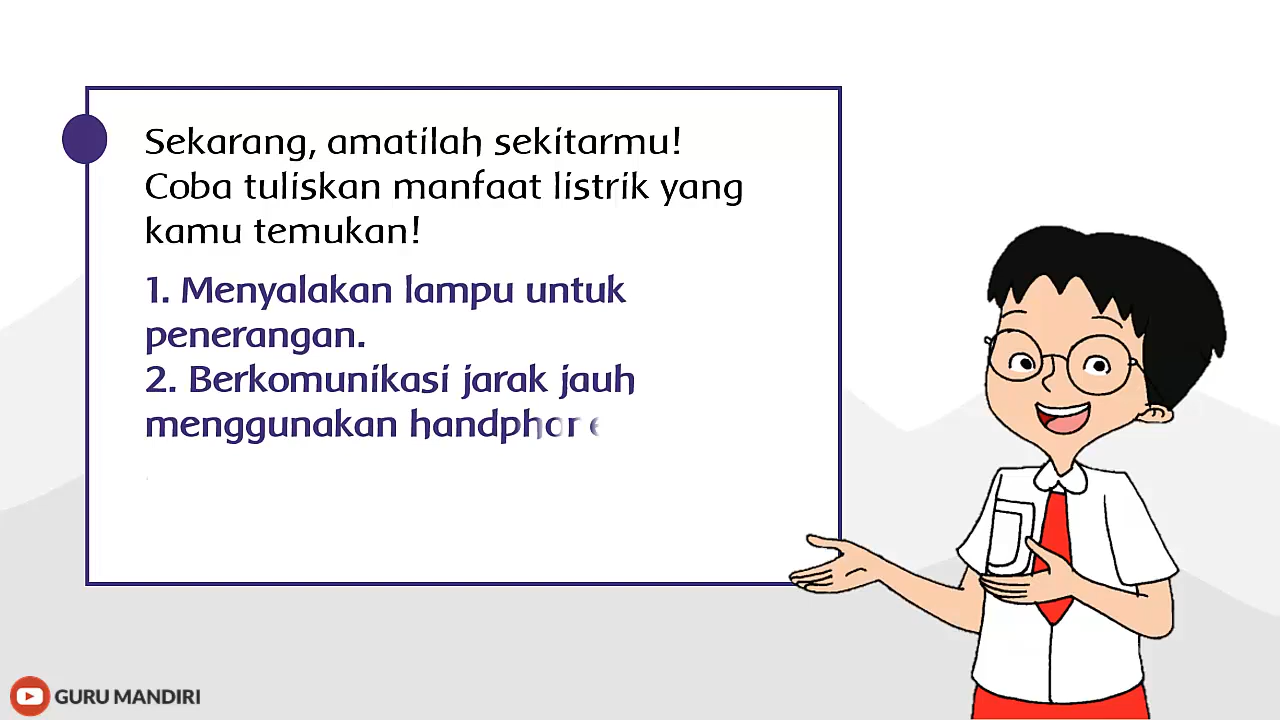 Sekarang, amatilah sekitarmu!
Coba tuliskan manfaat listrik yang
kamu temukan!
1. Menyalakan lampu untuk
penerangan.
2. Berkomunikasi jarak jauh
menggunakan handphone
GURU MANDIRI